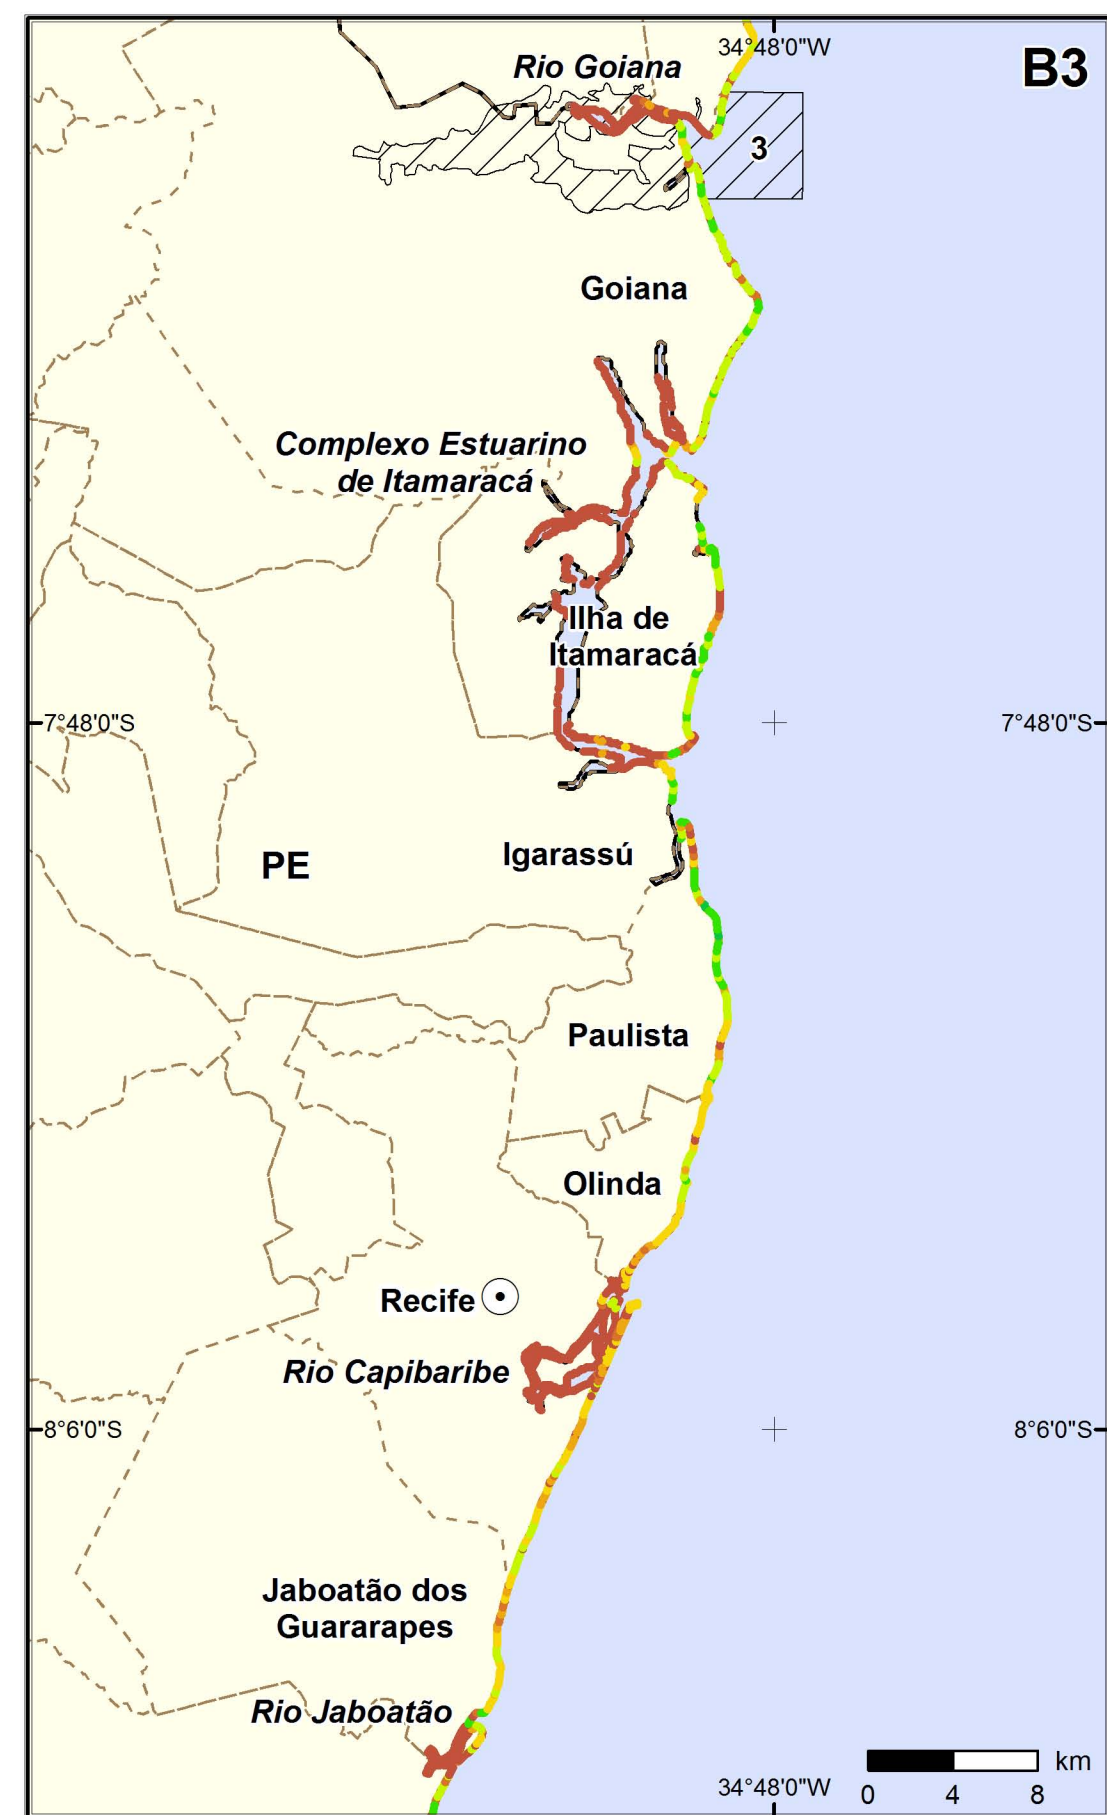 34°48'0"W
B3
Rio Goiana
3
Goiana
Complexo Estuarino
de Itamaracá
Ilha de
Itamaracá
7°48'0"S
7°48'0"S
PE
Igarassú
Paulista
Olinda
Recife
Rio Capibaribe
8°6'0"S
8°6'0"S
Jaboatão dos
Guararapes
Rio Jaboatão
km
0 4 8
34°48'0"W